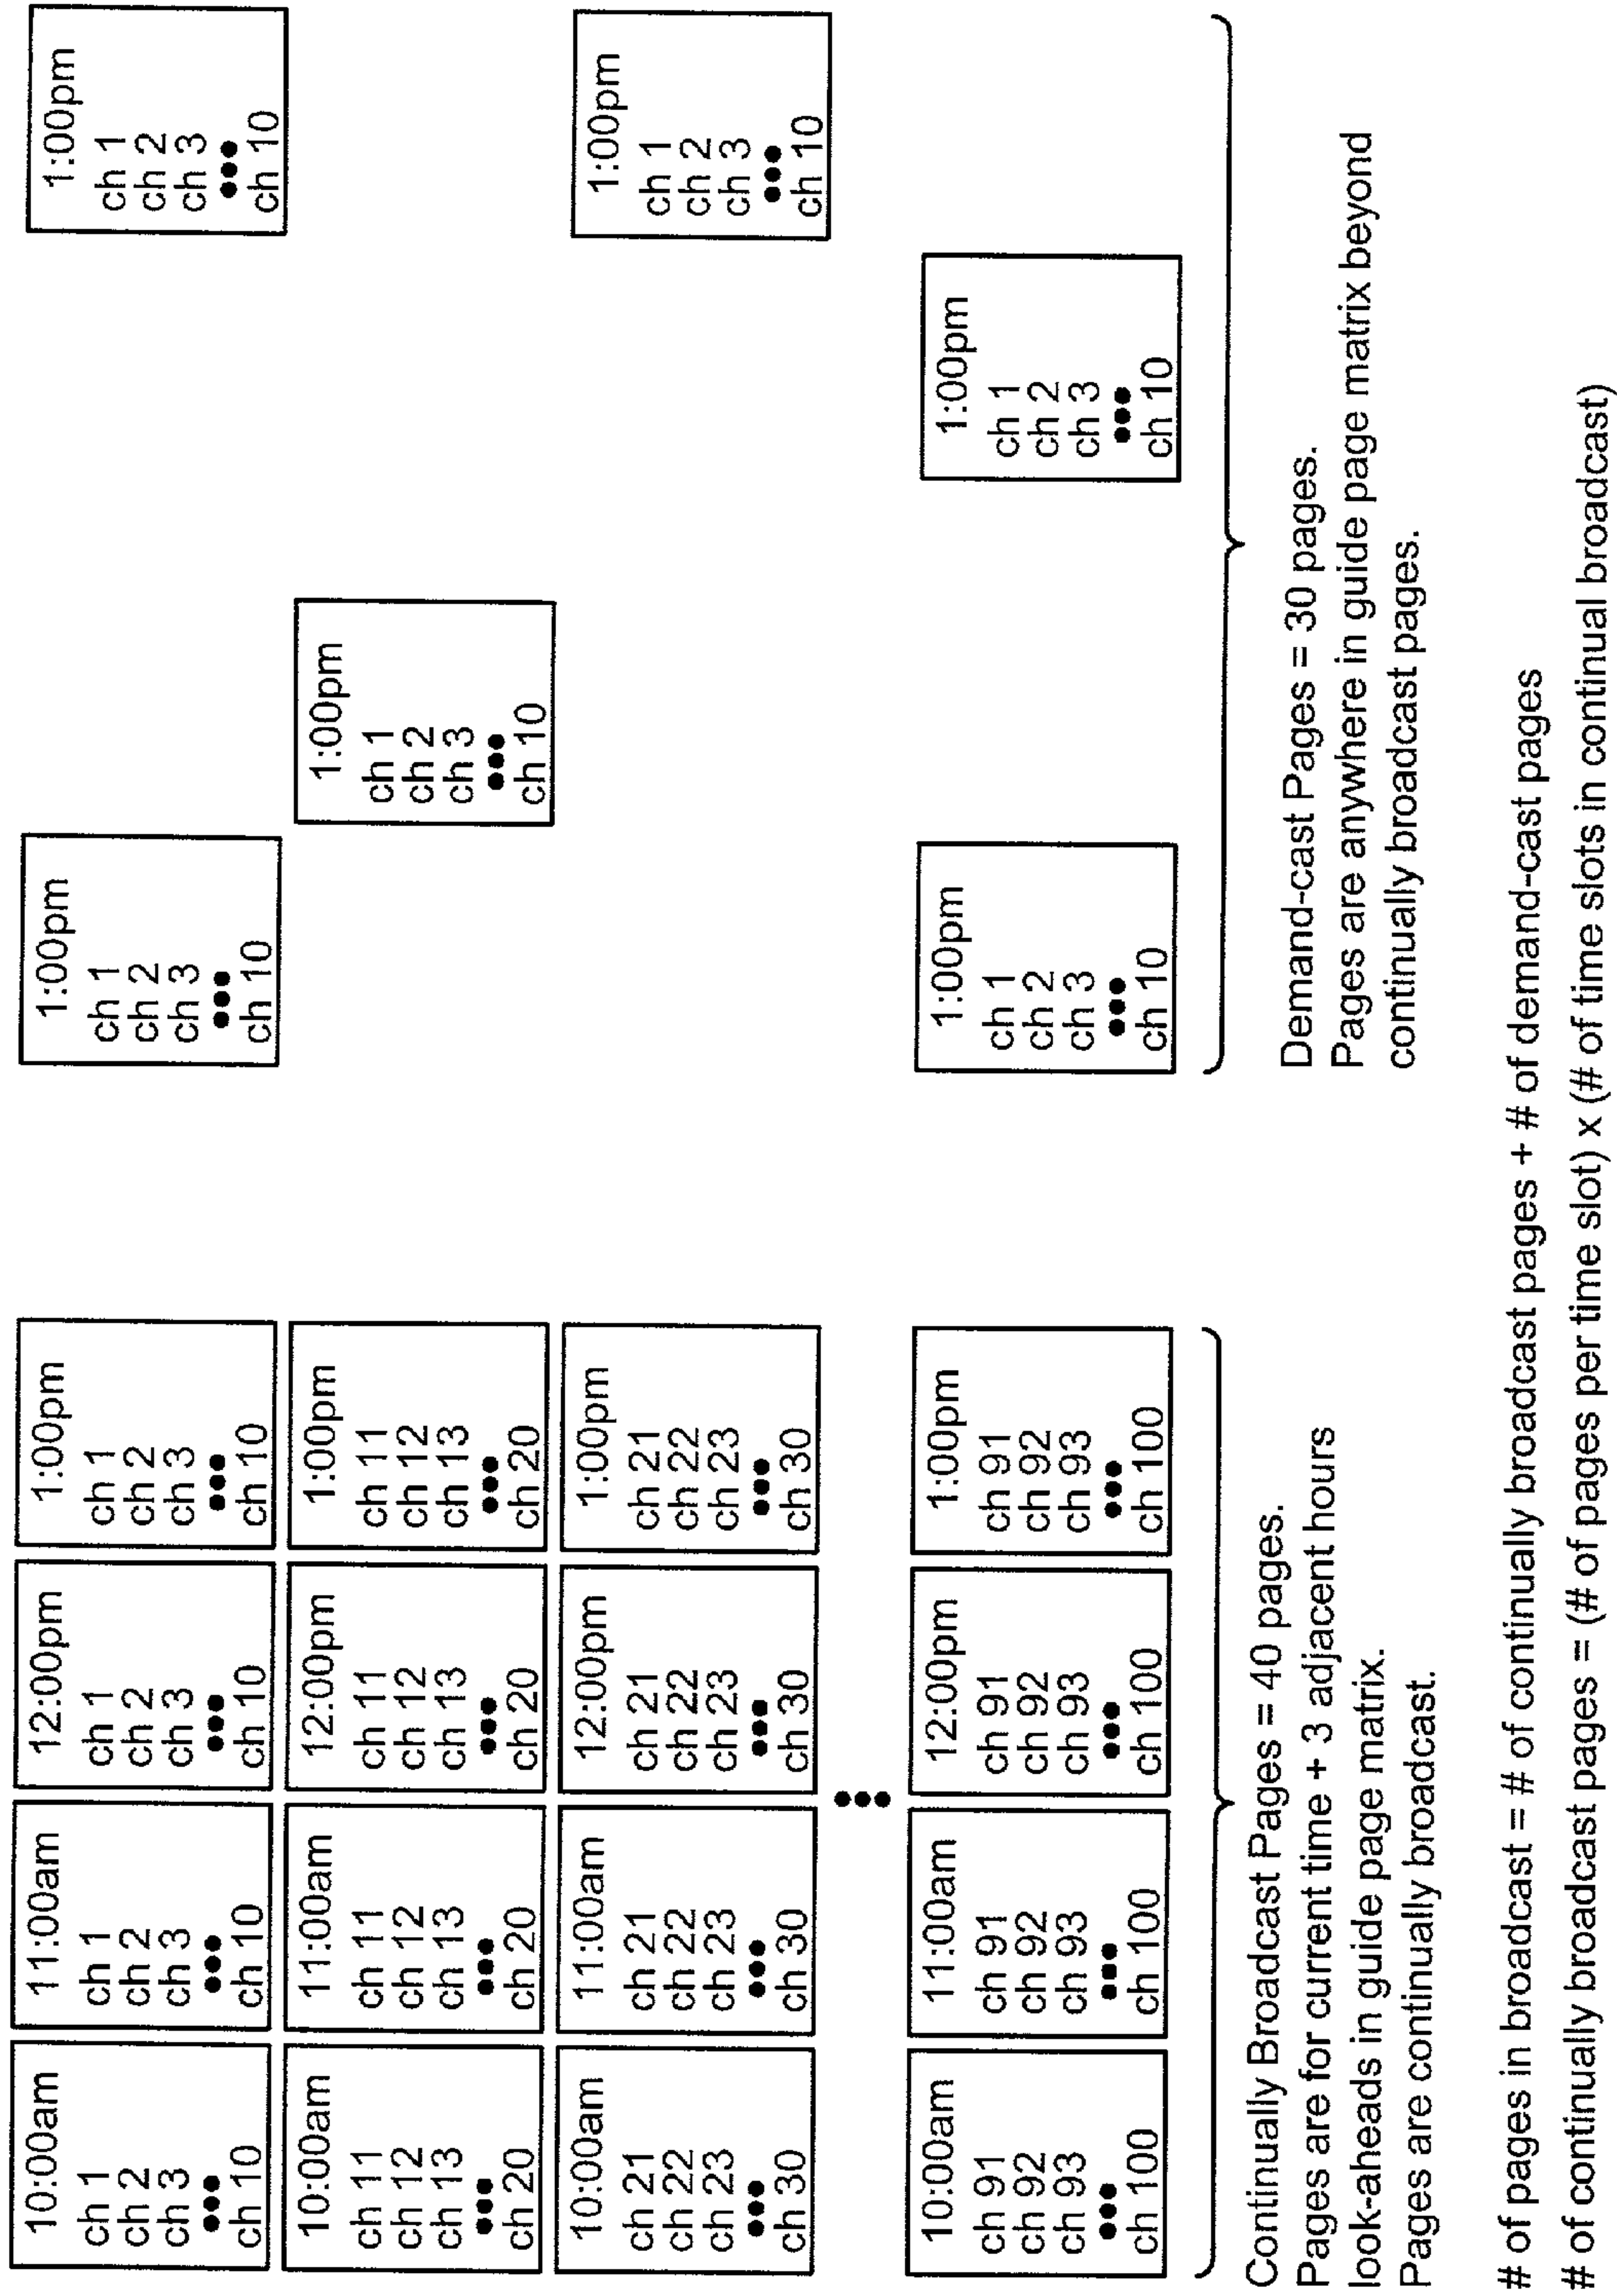 10:00am
ch 1
ch 2
ch 3
•••
ch 10
11:00am
ch 1
ch 2
ch 3
•••
ch 10
12:00pm
ch 1
ch 2
ch 3
•••
ch 10
1:00pm
ch 1
ch 2
ch 3
•••
ch 10
1:00pm
ch 1
ch 2
ch 3
•••
ch 10
1:00pm
ch 1
ch 2
ch 3
•••
ch 10
10:00am
ch 11
ch 12
ch 13
•••
ch 20
11:00am
ch 11
ch 12
ch 13
•••
ch 20
12:00pm
ch 11
ch 12
ch 13
•••
ch 20
1:00pm
ch 11
ch 12
ch 13
•••
ch 20
1:00pm
ch 1
ch 2
ch 3
•••
ch 10
10:00am
ch 21
ch 22
ch 23
•••
ch 30
11:00am
ch 21
ch 22
ch 23
•••
ch 30
12:00pm
ch 21
ch 22
ch 23
•••
ch 30
1:00pm
ch 21
ch 22
ch 23
•••
ch 30
1:00pm
ch 1
ch 2
ch 3
•••
ch 10
10:00am
ch 91
ch 92
ch 93
•••
ch 100
11:00am
ch 91
ch 92
ch 93
•••
ch 100
12:00pm
ch 91
ch 92
ch 93
•••
ch 100
1:00pm
ch 91
ch 92
ch 93
•••
ch 100
1:00pm
ch 1
ch 2
ch 3
•••
ch 10
1:00pm
ch 1
ch 2
ch 3
•••
ch 10
Continually Broadcast Pages = 40 pages.
Pages are for current time + 3 adjacent hours
look-aheads in guide page matrix.
Pages are continually broadcast.
Demand-cast Pages = 30 pages.
Pages are anywhere in guide page matrix beyond
continually broadcast pages.
# of pages in broadcast = # of continually broadcast pages + # of demand-cast pages
# of continually broadcast pages = (# of pages per time slot) x (# of time slots in continual broadcast)